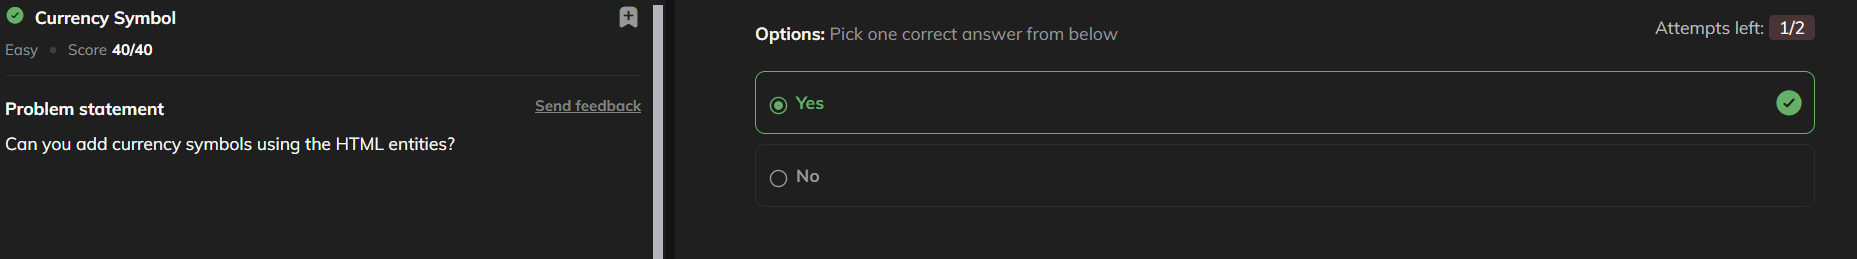 Currency Symbol
Easy • Score 40/40
Problem statement
Send feedback
Can you add currency symbols using the HTML entities?
Options: Pick one correct answer from below
Attempts left: 1/2
Yes
No